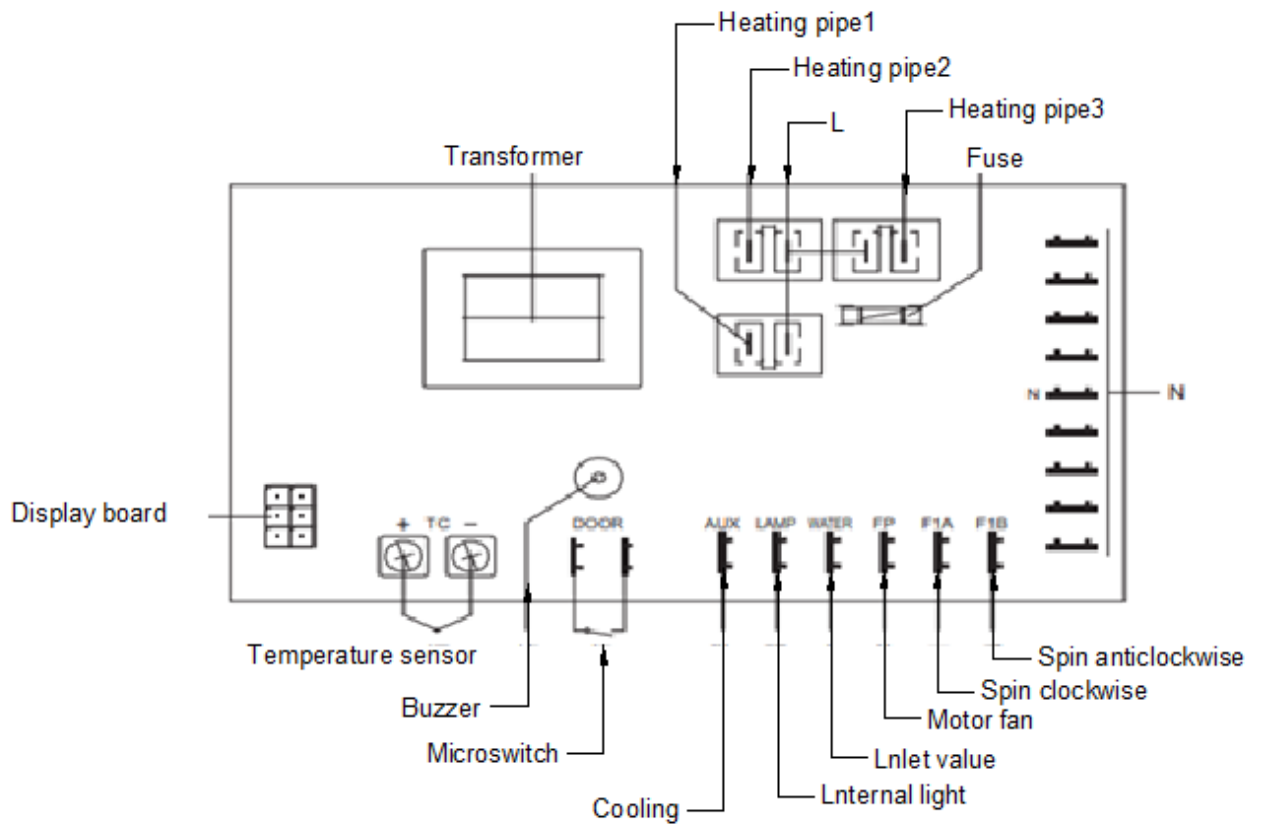 Heating pipe1
Heating pipe2
Heating pipe3
L
Transformer
Fuse
N
N
Display board
+ TC −
DOOR
AUX
LAMP
WATER
FP
F1A
F1B
Temperature sensor
Buzzer
Microswitch
Cooling
Lnternal light
Lnlet value
Motor fan
Spin clockwise
Spin anticlockwise